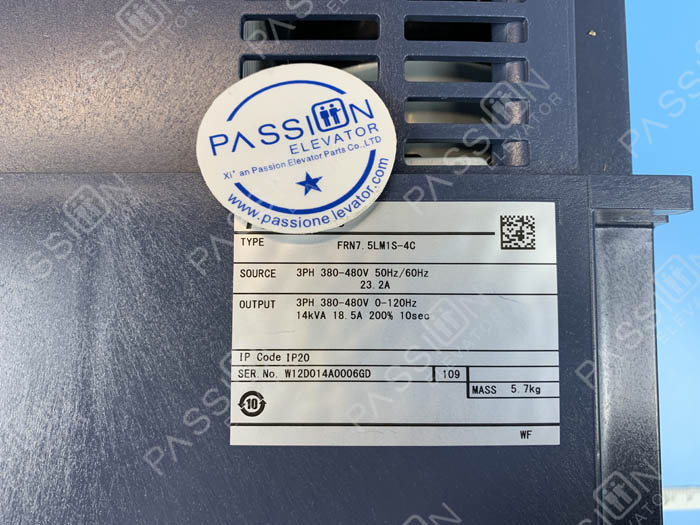 PASSION
ELEVATOR
Xi' an Passion Elevator Parts Co.,LTD
www.passionelevator.com
TYPE FRN7.5LM1S-4C
SOURCE 3PH 380-480V 50Hz/60Hz
23.2A
OUTPUT 3PH 380-480V 0-120Hz
14kVA 18.5A 200% 10sec
IP Code IP20
SER.No. W12D014A0006GD 109
MASS 5.7kg
10
WF